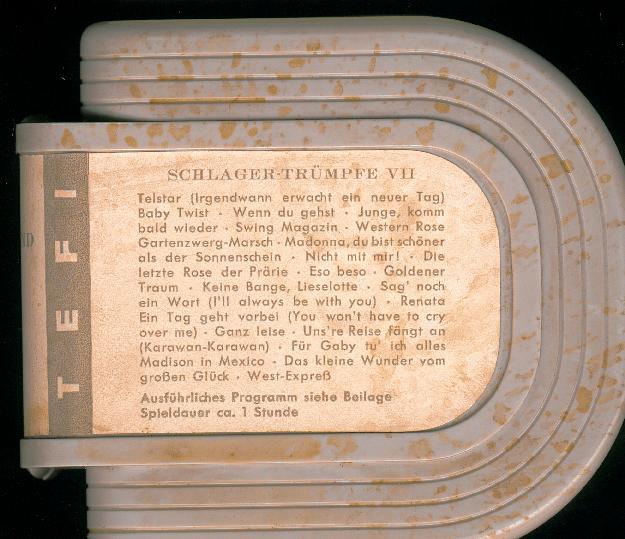 SCHLAGER-TRÜMPFE VII
Telstar (Irgendwann erwacht ein neuer Tag)
Baby Twist · Wenn du gehst · Junge, komm
bald wieder · Swing Magazin · Western Rose
Gartenzwerg-Marsch · Madonna, du bist schöner
als der Sonnenschein · Nicht mit mir! · Die
letzte Rose der Prärie · Eso beso · Goldener
Traum · Keine Bange, Lieselotte · Sag' noch
ein Wort (I'll always be with you) · Renata
Ein Tag geht vorbei (You won't have to cry
over me) · Ganz leise · Uns're Reise fängt an
(Karawan-Karawan) · Für Gaby tu' ich alles
Madison in Mexico · Das kleine Wunder vom
großen Glück · West-Expreß
Ausführliches Programm siehe Beilage
Spieldauer ca. 1 Stunde
TEFI